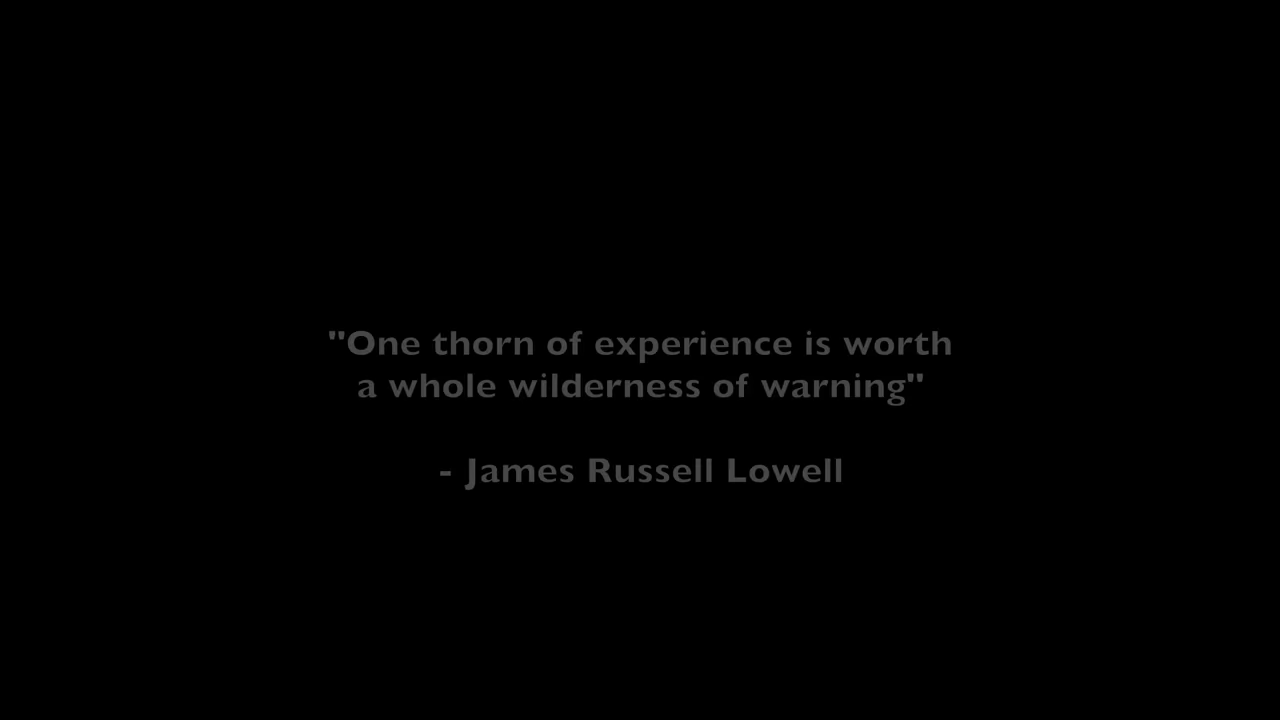 "One thorn of experience is worth
a whole wilderness of warning"
- James Russell Lowell